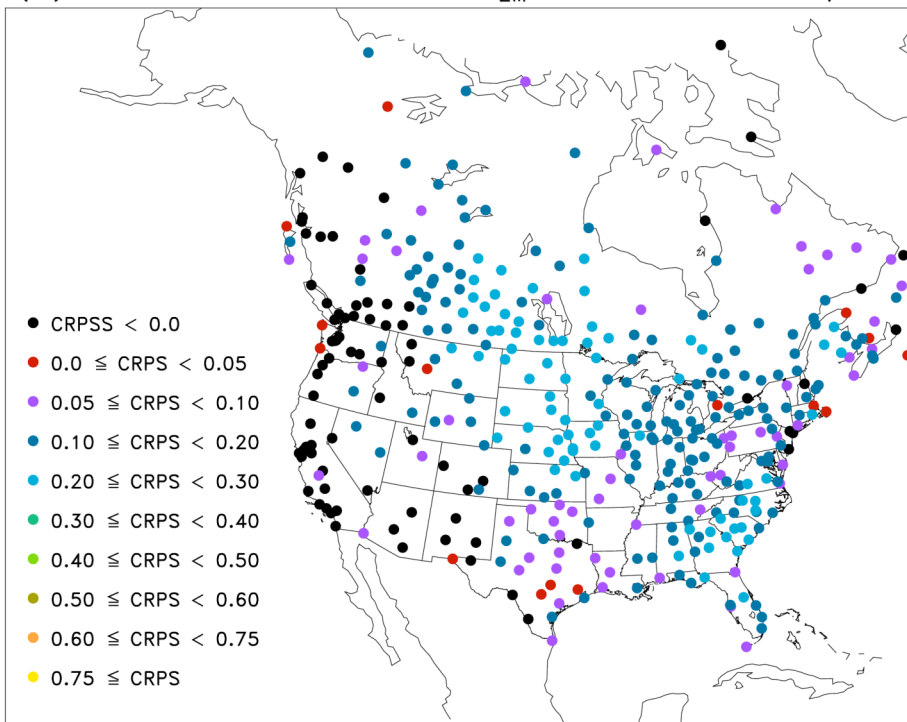 CRPSS < 0.0
0.0 ≦ CRPS < 0.05
0.05 ≦ CRPS < 0.10
0.10 ≦ CRPS < 0.20
0.20 ≦ CRPS < 0.30
0.30 ≦ CRPS < 0.40
0.40 ≦ CRPS < 0.50
0.50 ≦ CRPS < 0.60
0.60 ≦ CRPS < 0.75
0.75 ≦ CRPS